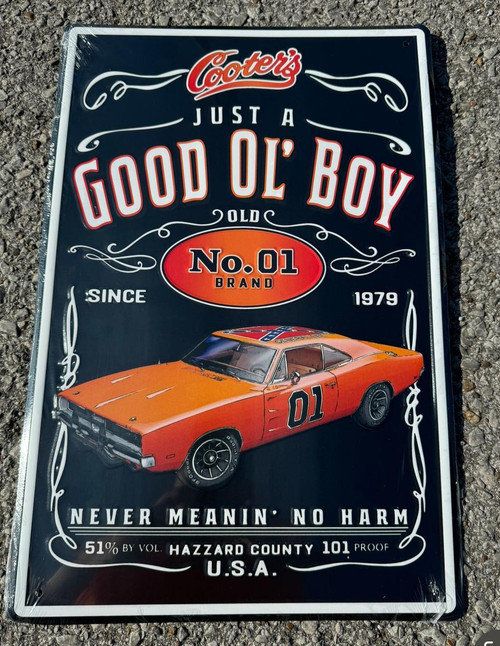 Cooter's
JUST A
GOOD OL' BOY
OLD
No. 01
BRAND
SINCE 1979
01
NEVER MEANIN' NO HARM
51% BY VOL. HAZZARD COUNTY 101 PROOF
U.S.A.